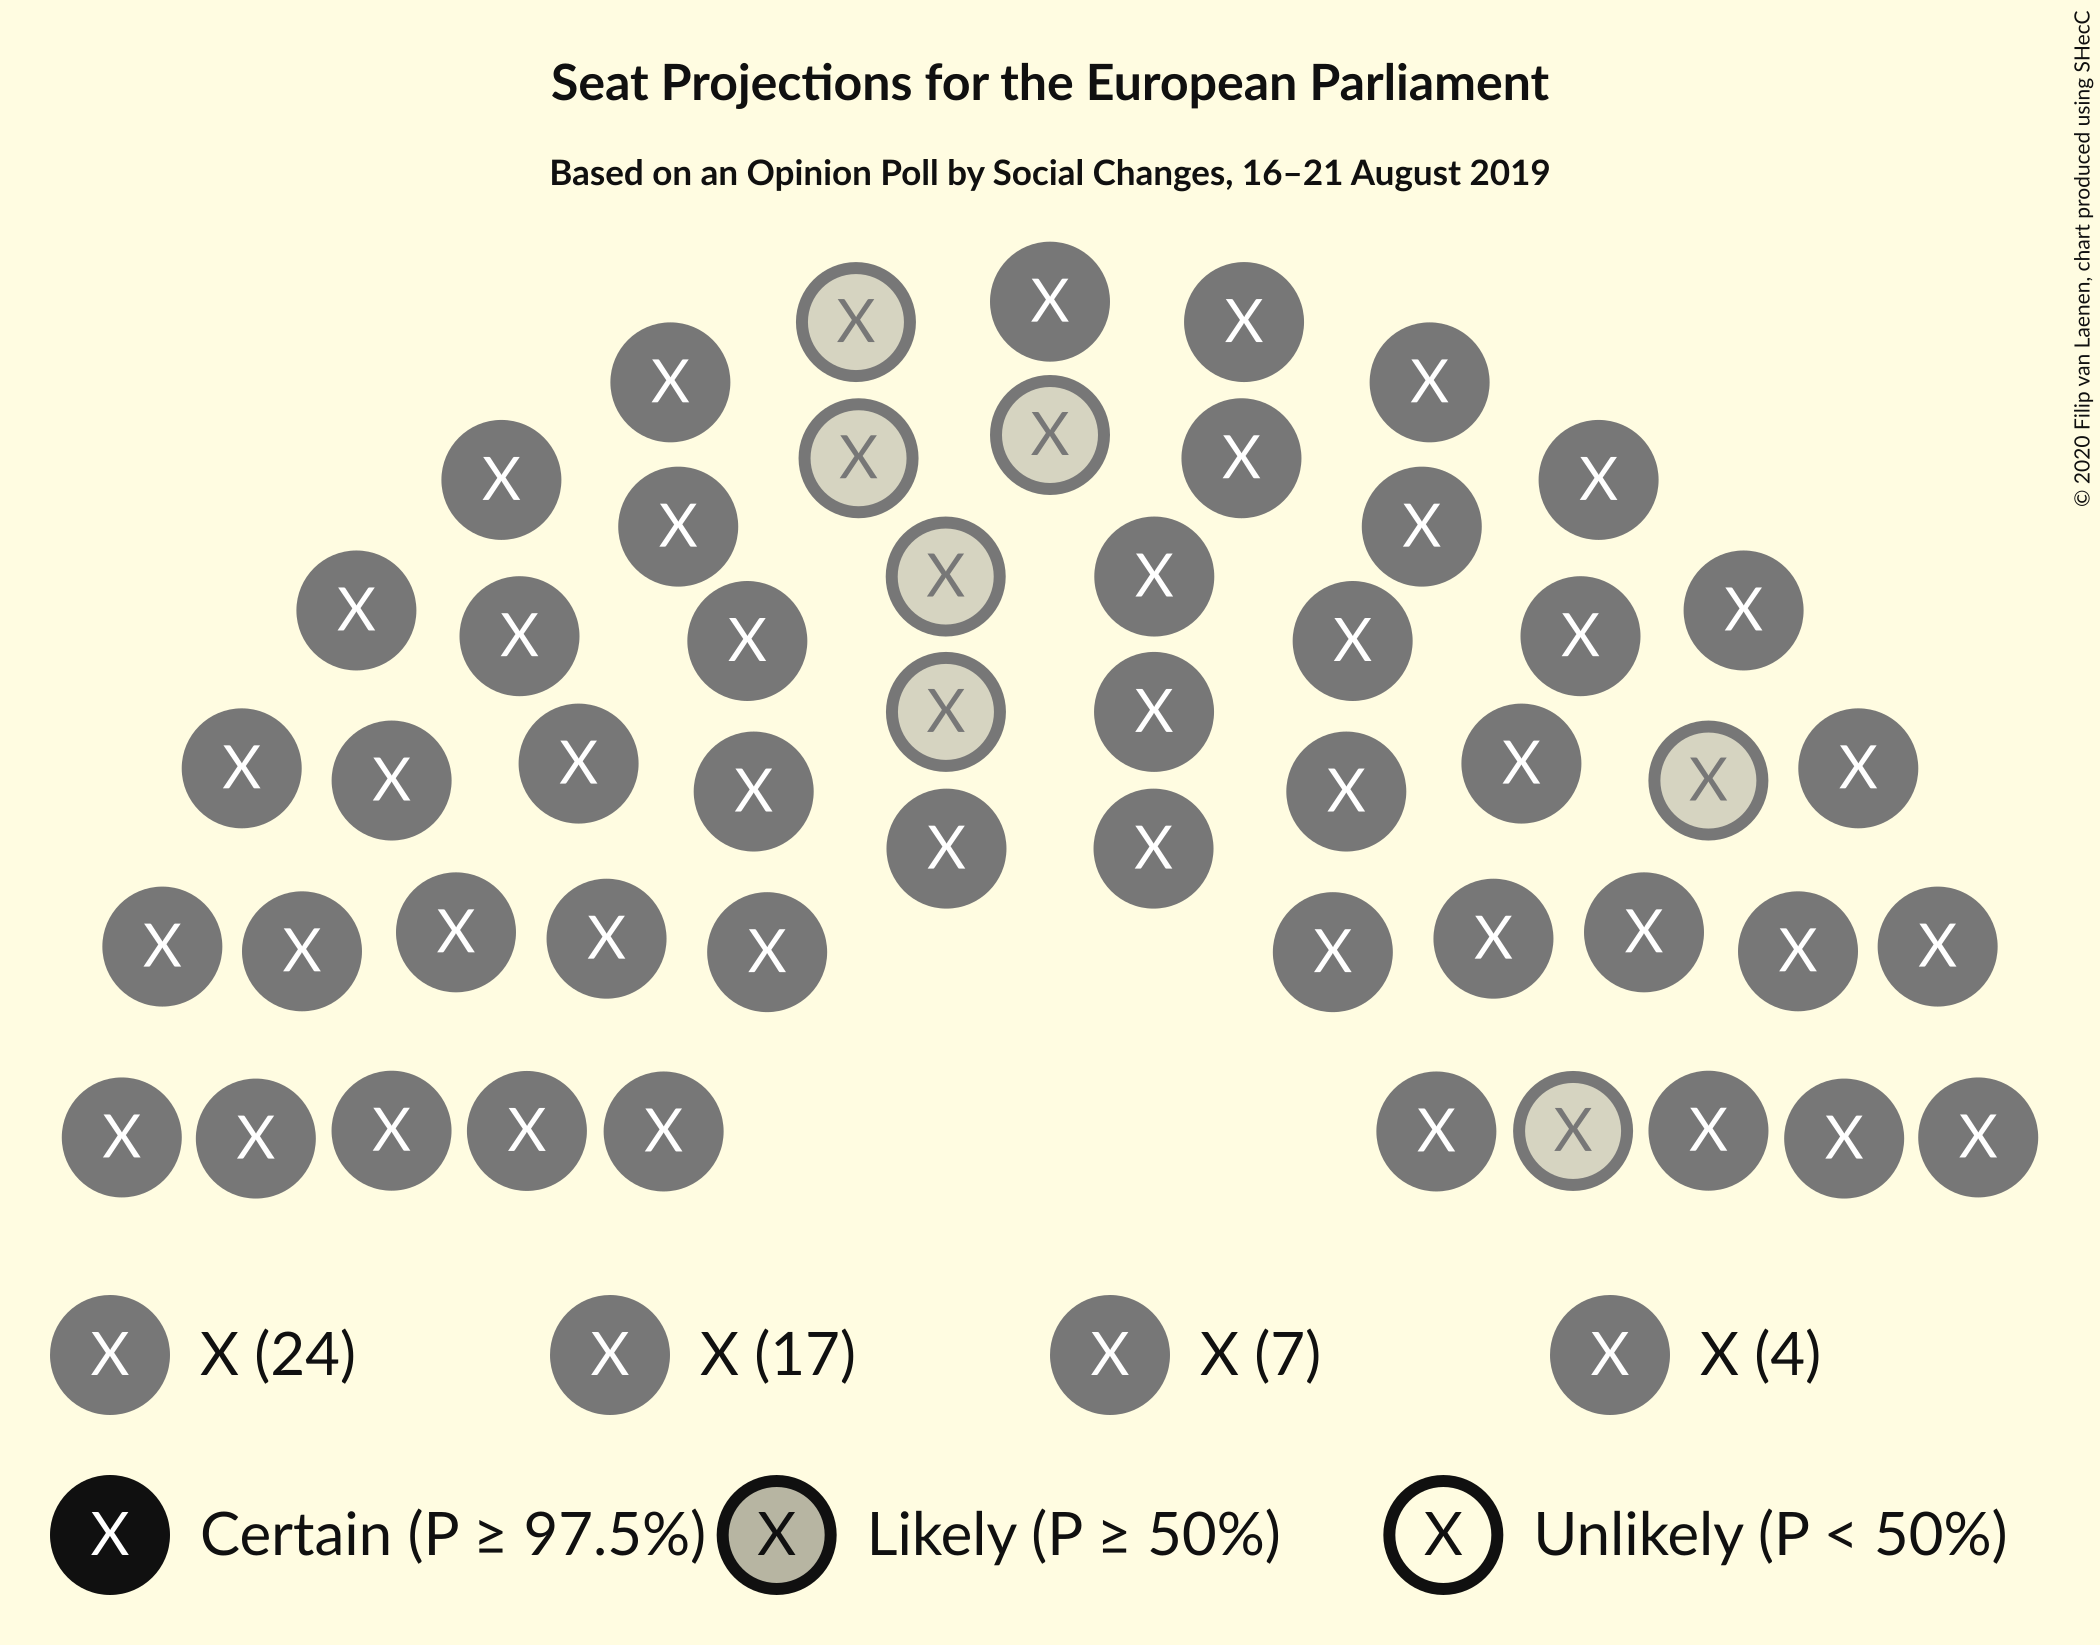 Seat Projections for the European Parliament
Based on an Opinion Poll by Social Changes, 16–21 August 2019
© 2020 Filip van Laenen, chart produced using SHecC
X
X X
X X
X X
X X
X X
X X
X X
X X
X X X
X X
X X
X X X X
X X
X X
X X
X X X X
X X
X X
X X X X
X X X X
X X
X X X X X X X X X X
X X (24) X X (17) X X (7) X X (4)
X Certain (P ≥ 97.5%) X Likely (P ≥ 50%) X Unlikely (P < 50%)